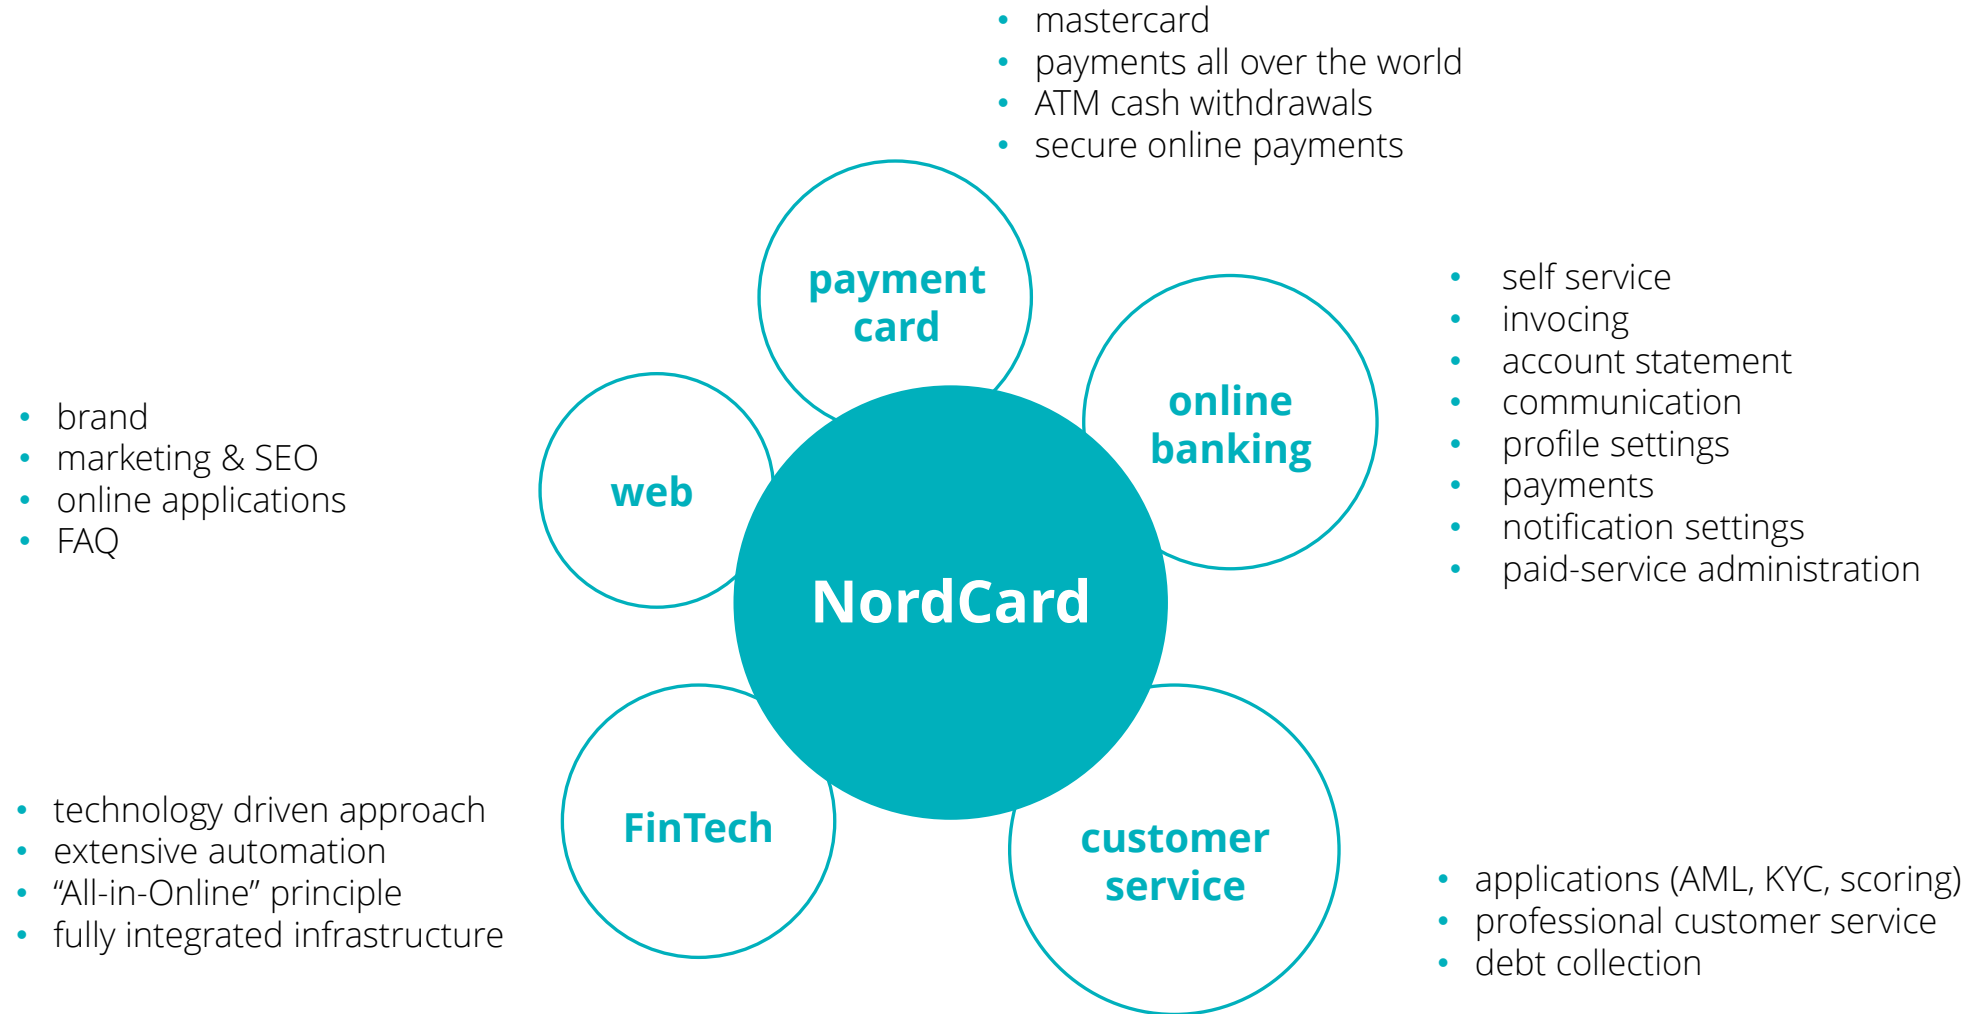 • mastercard
• payments all over the world
• ATM cash withdrawals
• secure online payments
payment
card
• self service
• invocing
• account statement
• communication
• profile settings
• payments
• notification settings
• paid-service administration
online
banking
• brand
• marketing & SEO
• online applications
• FAQ
web
NordCard
• technology driven approach
• extensive automation
• “All-in-Online” principle
• fully integrated infrastructure
FinTech
customer
service
• applications (AML, KYC, scoring)
• professional customer service
• debt collection